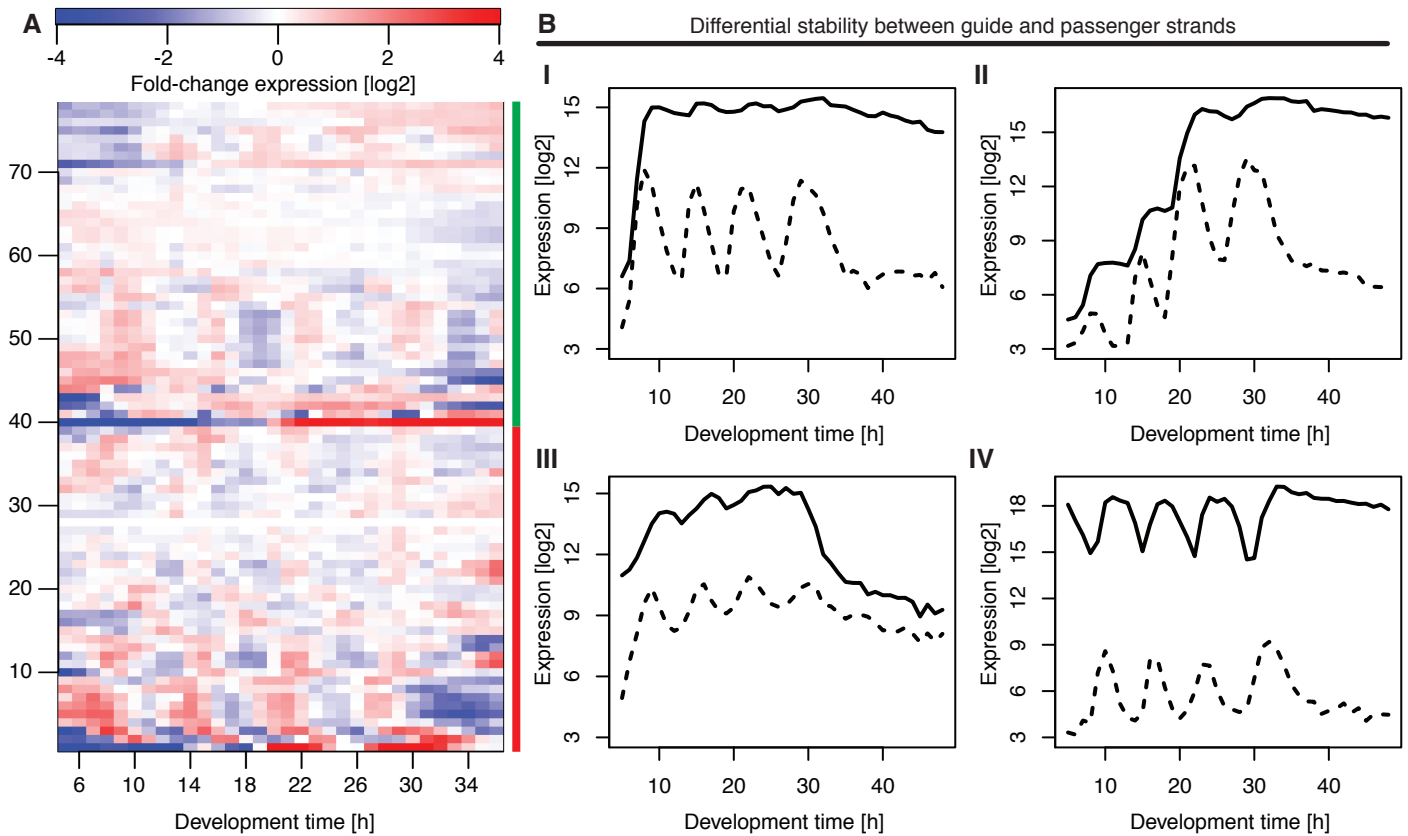 A
-4 -2 0 2 4
Fold-change expression [log2]
70
60
50
40
30
20
10
6 10 14 18 22 26 30 34
Development time [h]
B Differential stability between guide and passenger strands
I
15
12
9
6
3
Expression [log2]
10 20 30 40
Development time [h]
II
15
12
9
6
3
Expression [log2]
10 20 30 40
Development time [h]
III
15
12
9
6
3
Expression [log2]
10 20 30 40
Development time [h]
IV
18
15
12
9
6
3
Expression [log2]
10 20 30 40
Development time [h]